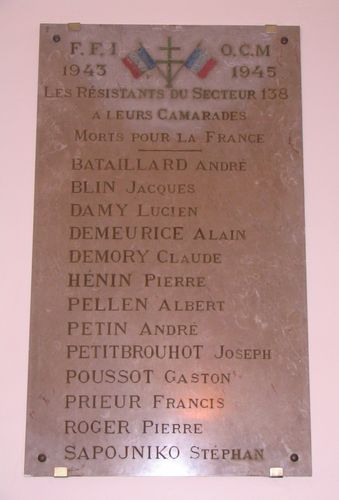 F.F.I O.C.M
1943 1945
LES RÉSISTANTS DU SECTEUR 138
A LEURS CAMARADES
MORTS POUR LA FRANCE
BATAILLARD ANDRÉ
BLIN JACQUES
DAMY LUCIEN
DEMEURICE ALAIN
DEMORY CLAUDE
HÉNIN PIERRE
PELLEN ALBERT
PETIN ANDRÉ
PETITBROUHOT JOSEPH
POUSSOT GASTON
PRIEUR FRANCIS
ROGER PIERRE
SAPOJNIKO STÉPHAN